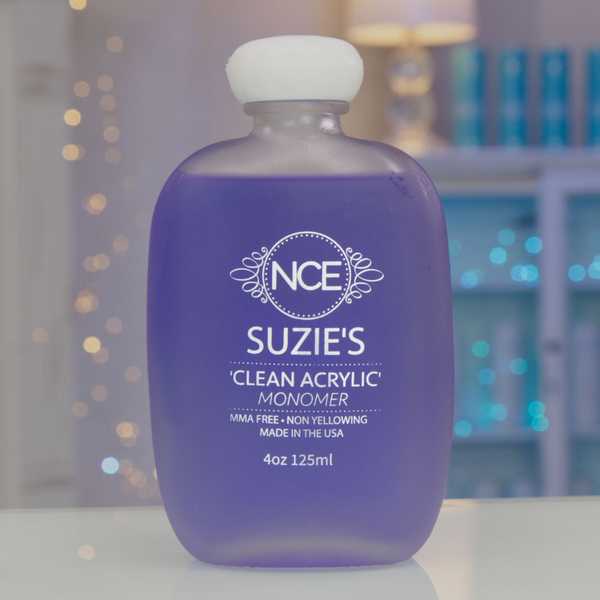 NCE
SUZIE'S
'CLEAN ACRYLIC'
MONOMER
MMA FREE • NON YELLOWING
MADE IN THE USA
4oz 125ml